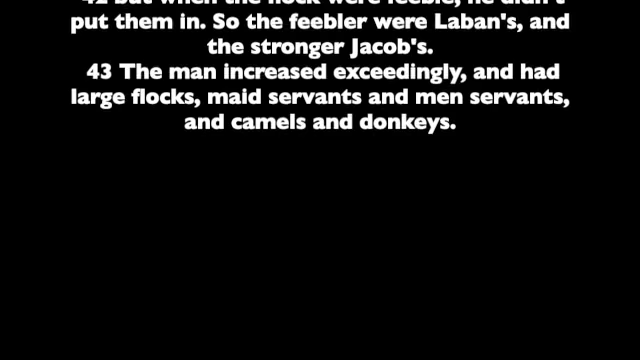 42 but when the flock were feeble, he didn't
put them in. So the feebler were Laban's, and
the stronger Jacob's.
43 The man increased exceedingly, and had
large flocks, maid servants and men servants,
and camels and donkeys.